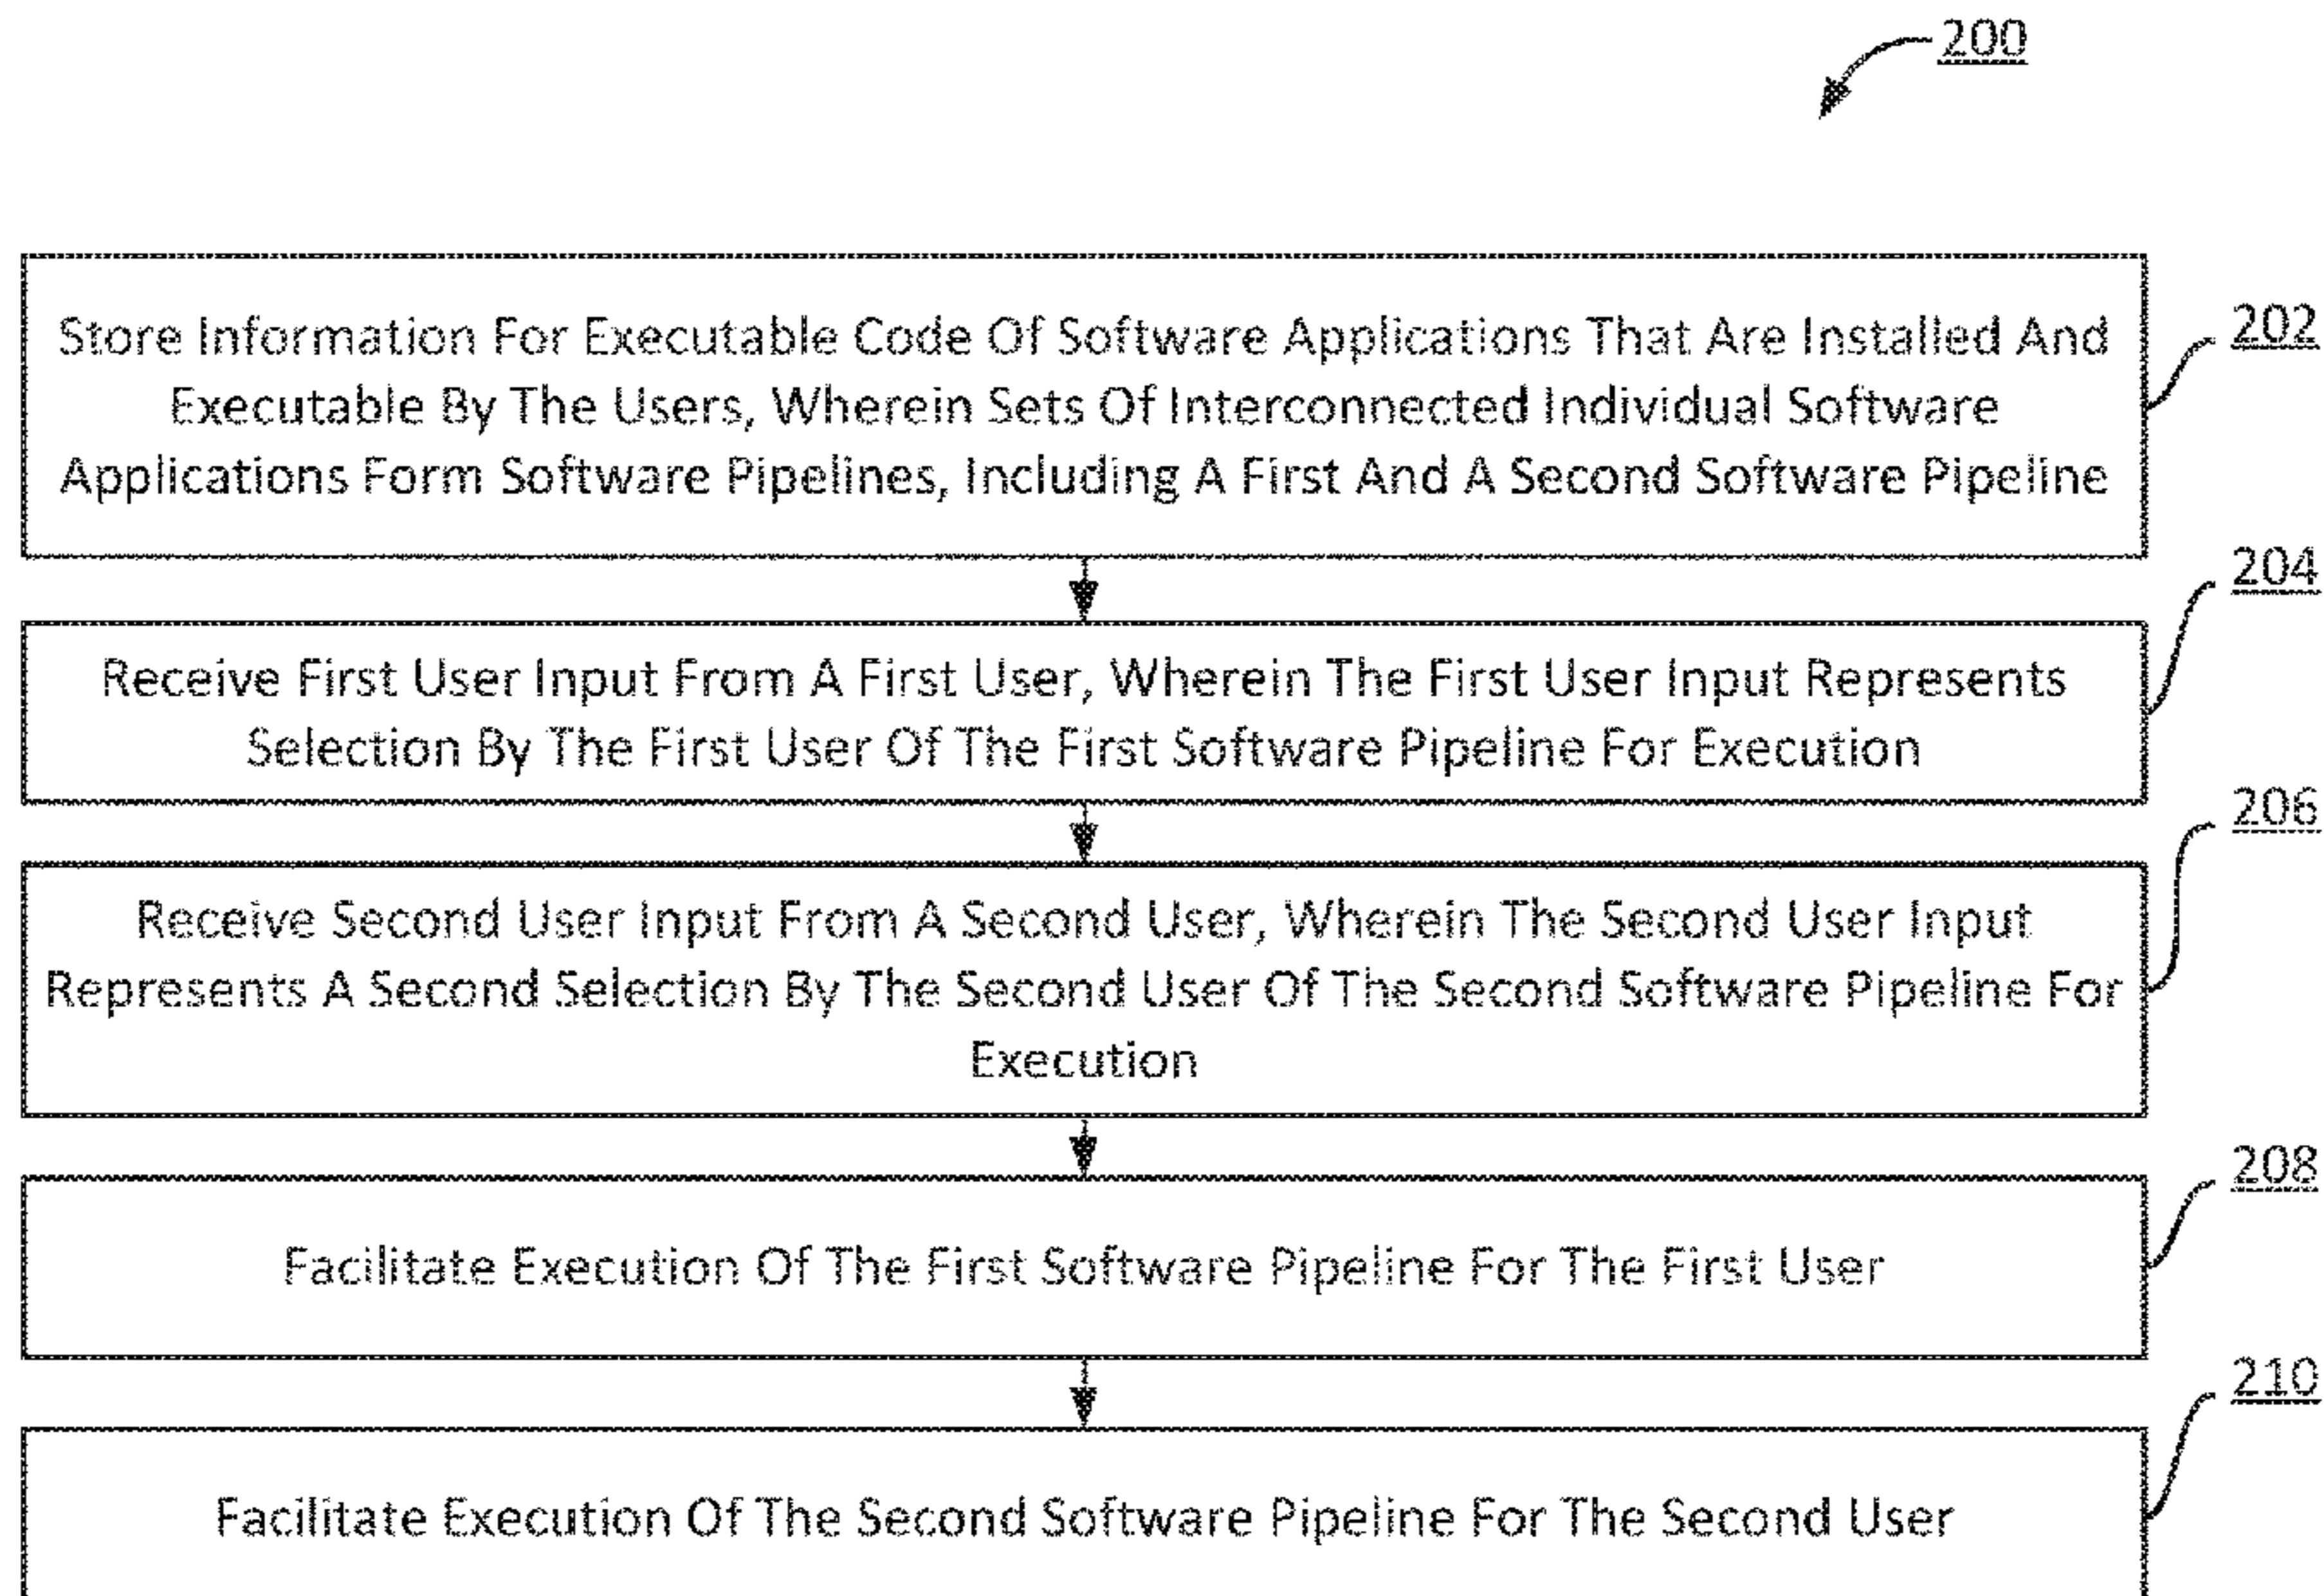 200
Store Information For Executable Code Of Software Applications That Are Installed And
Executable By The Users, Wherein Sets Of Interconnected Individual Software
Applications Form Software Pipelines, Including A First And A Second Software Pipeline
202
Receive First User Input From A First User, Wherein The First User Input Represents
Selection By The First User Of The First Software Pipeline For Execution
204
Receive Second User Input From A Second User, Wherein The Second User Input
Represents A Second Selection By The Second User Of The Second Software Pipeline For
Execution
206
Facilitate Execution Of The First Software Pipeline For The First User
208
Facilitate Execution Of The Second Software Pipeline For The Second User
210